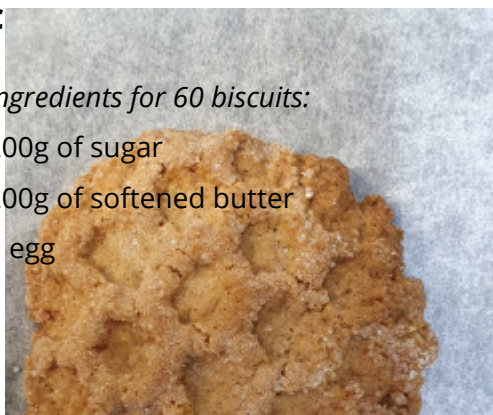 ngredients for 60 biscuits:
00g of sugar
00g of softened butter
egg